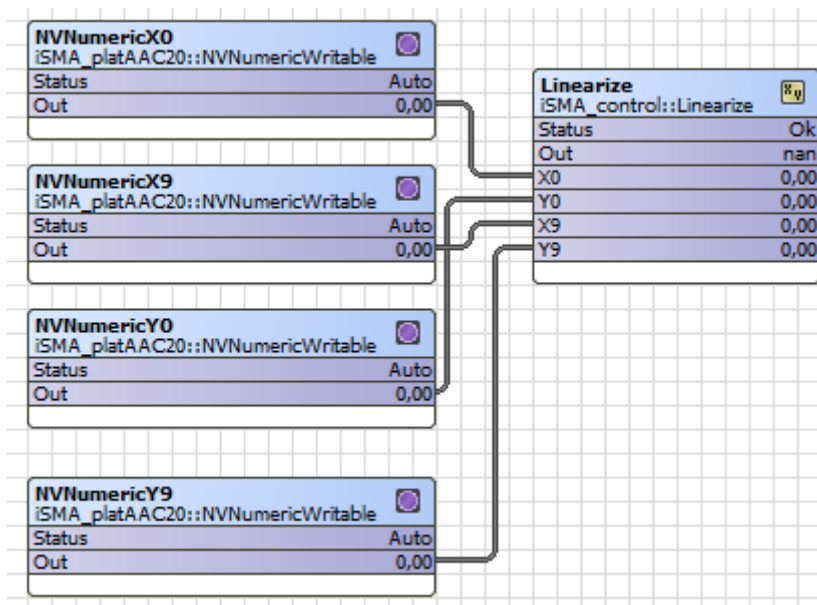 NVNumericX0
iSMA_platAAC20::NVNumericWritable
Status Auto
Out 0,00
NVNumericX9
iSMA_platAAC20::NVNumericWritable
Status Auto
Out 0,00
NVNumericY0
iSMA_platAAC20::NVNumericWritable
Status Auto
Out 0,00
NVNumericY9
iSMA_platAAC20::NVNumericWritable
Status Auto
Out 0,00
Linearize
iSMA_control::Linearize
Xy
Status Ok
Out nan
X0 0,00
Y0 0,00
X9 0,00
Y9 0,00